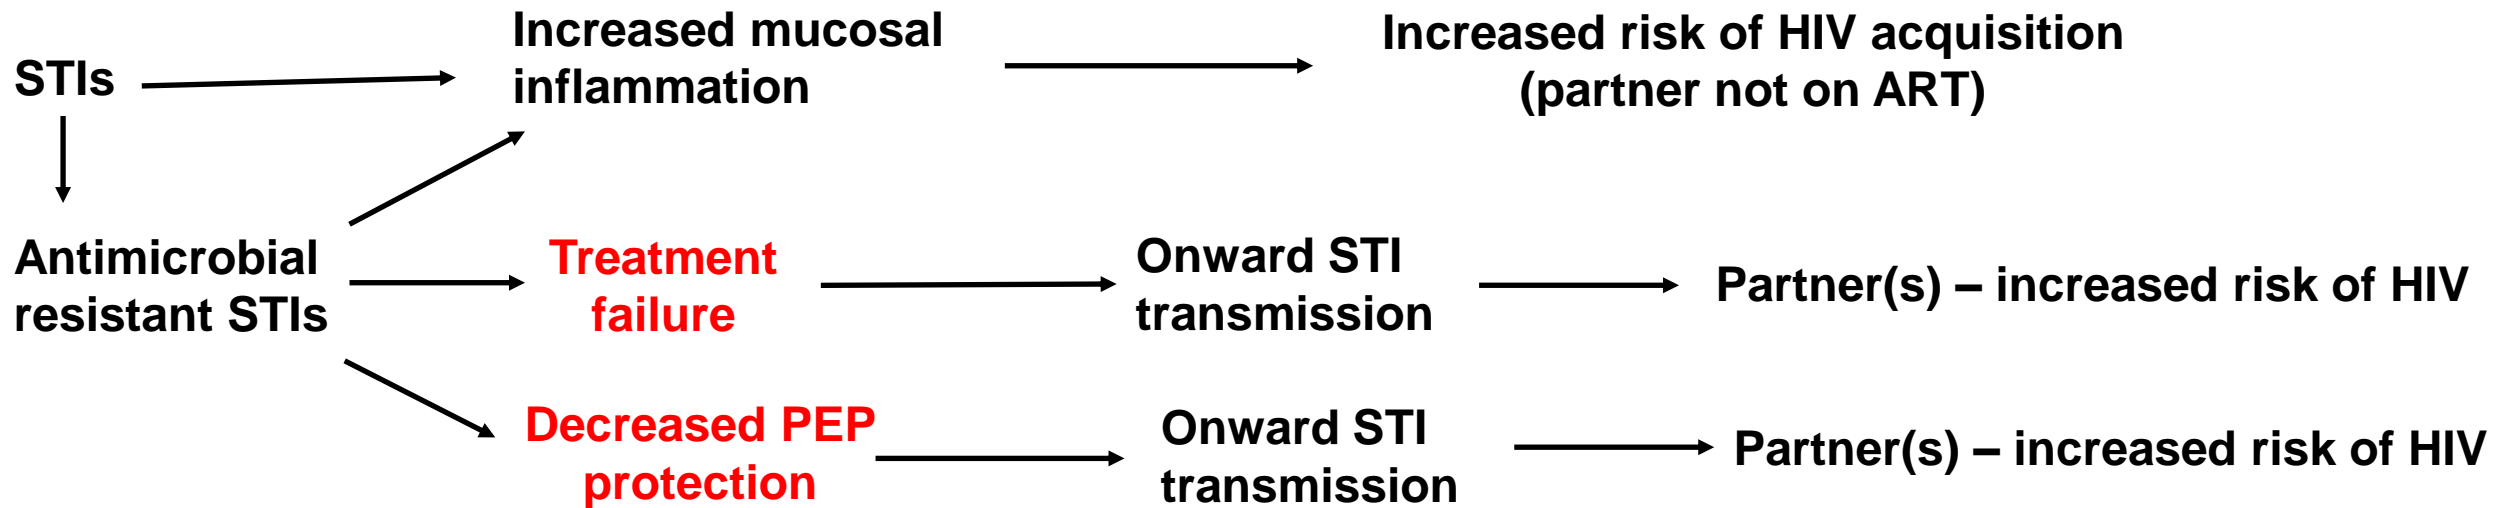 STIs
Increased mucosal
inflammation
Increased risk of HIV acquisition
(partner not on ART)
Antimicrobial
resistant STIs
Treatment
failure
Onward STI
transmission
Partner(s) – increased risk of HIV
Decreased PEP
protection
Onward STI
transmission
Partner(s) – increased risk of HIV